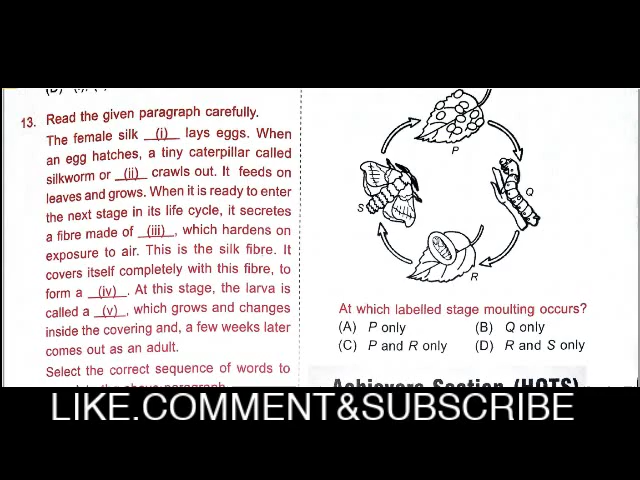 13. Read the given paragraph carefully.
The female silk (i) lays eggs. When
an egg hatches, a tiny caterpillar called
silkworm or (ii) crawls out. It feeds on
leaves and grows. When it is ready to enter
the next stage in its life cycle, it secretes
a fibre made of (iii), which hardens on
exposure to air. This is the silk fibre. It
covers itself completely with this fibre, to
form a (iv). At this stage, the larva is
called a (v), which grows and changes
inside the covering and, a few weeks later
comes out as an adult.
Select the correct sequence of words to
the above paragraph
P
Q
S
R
At which labelled stage moulting occurs?
(A) P only
(B) Q only
(C) P and R only
(D) R and S only
Achievers Section (HOTS)
LIKE.COMMENT&SUBSCRIBE